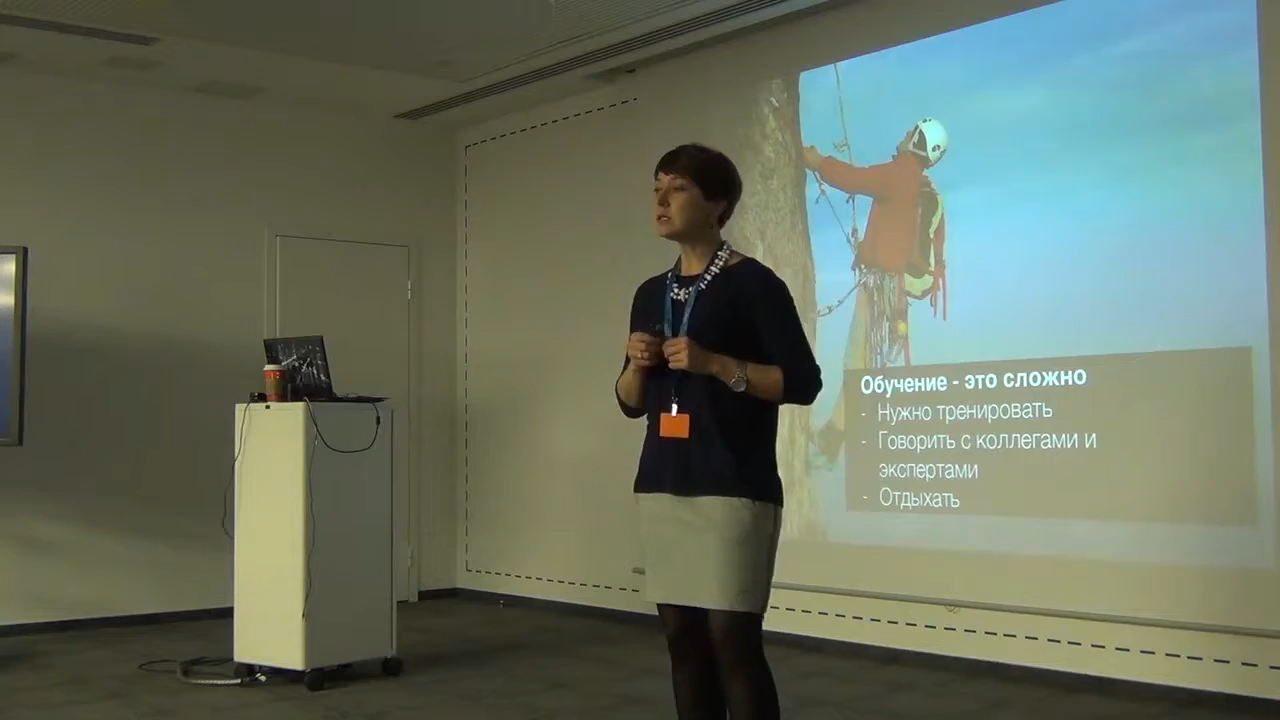 Обучение - это сложно
- Нужно тренировать
- Говорить с коллегами и
экспертами
- Отдыхать